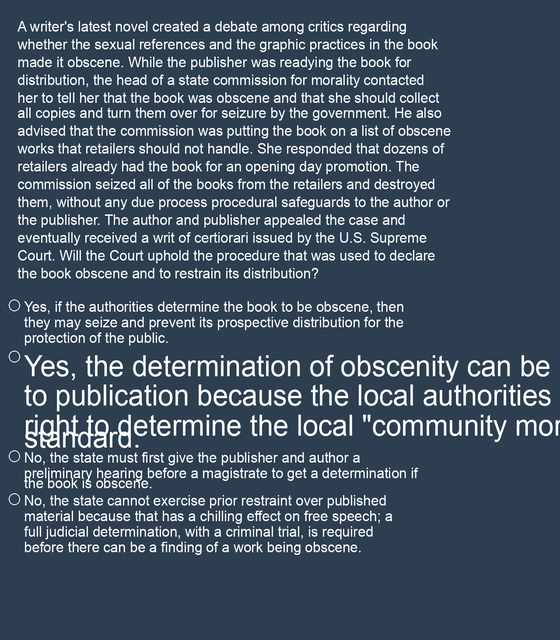 A writer's latest novel created a debate among critics regarding
whether the sexual references and the graphic practices in the book
made it obscene. While the publisher was readying the book for
distribution, the head of a state commission for morality contacted
her to tell her that the book was obscene and that she should collect
all copies and turn them over for seizure by the government. He also
advised that the commission was putting the book on a list of obscene
works that retailers should not handle. She responded that dozens of
retailers already had the book for an opening day promotion. The
commission seized all of the books from the retailers and destroyed
them, without any due process procedural safeguards to the author or
the publisher. The author and publisher appealed the case and
eventually received a writ of certiorari issued by the U.S. Supreme
Court. Will the Court uphold the procedure that was used to declare
the book obscene and to restrain its distribution?
Yes, if the authorities determine the book to be obscene, then
they may seize and prevent its prospective distribution for the
protection of the public.
Yes, the determination of obscenity can be
to publication because the local authorities
right to determine the local "community mor
standard.
No, the state must first give the publisher and author a
preliminary hearing before a magistrate to get a determination if
the book is obscene.
No, the state cannot exercise prior restraint over published
material because that has a chilling effect on free speech; a
full judicial determination, with a criminal trial, is required
before there can be a finding of a work being obscene.